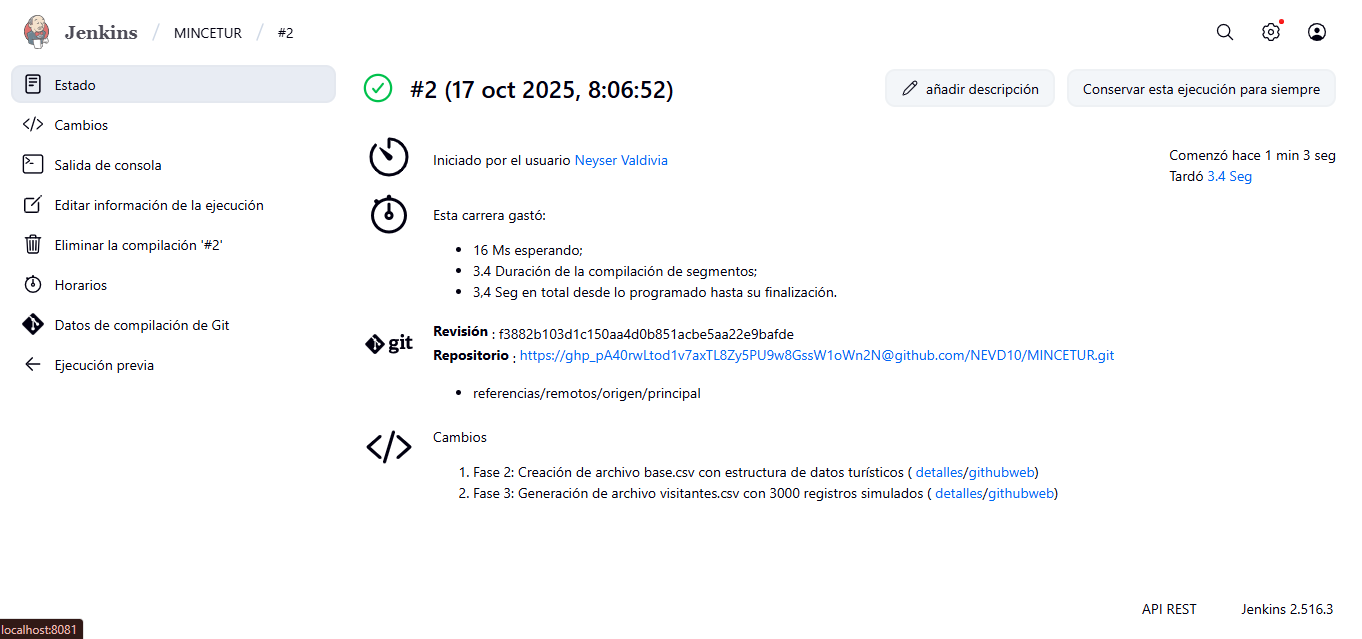 Jenkins / MINCETUR / #2
Estado
Cambios
Salida de consola
Editar información de la ejecución
Eliminar la compilación '#2'
Horarios
Datos de compilación de Git
Ejecución previa
#2 (17 oct 2025, 8:06:52)
añadir descripción
Conservar esta ejecución para siempre
Iniciado por el usuario Neyser Valdivia
Comenzó hace 1 min 3 seg
Tardó 3.4 Seg
Esta carrera gastó:
16 Ms esperando;
3.4 Duración de la compilación de segmentos;
3,4 Seg en total desde lo programado hasta su finalización.
git
Revisión : f3882b103d1c150aa4d0b851acbe5aa22e9bafde
Repositorio : https://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@github.com/NEVD10/MINCETUR.git
referencias/remotos/origen/principal
Cambios
1. Fase 2: Creación de archivo base.csv con estructura de datos turísticos ( detalles/githubweb)
2. Fase 3: Generación de archivo visitantes.csv con 3000 registros simulados ( detalles/githubweb)
API REST
Jenkins 2.516.3
localhost:8081